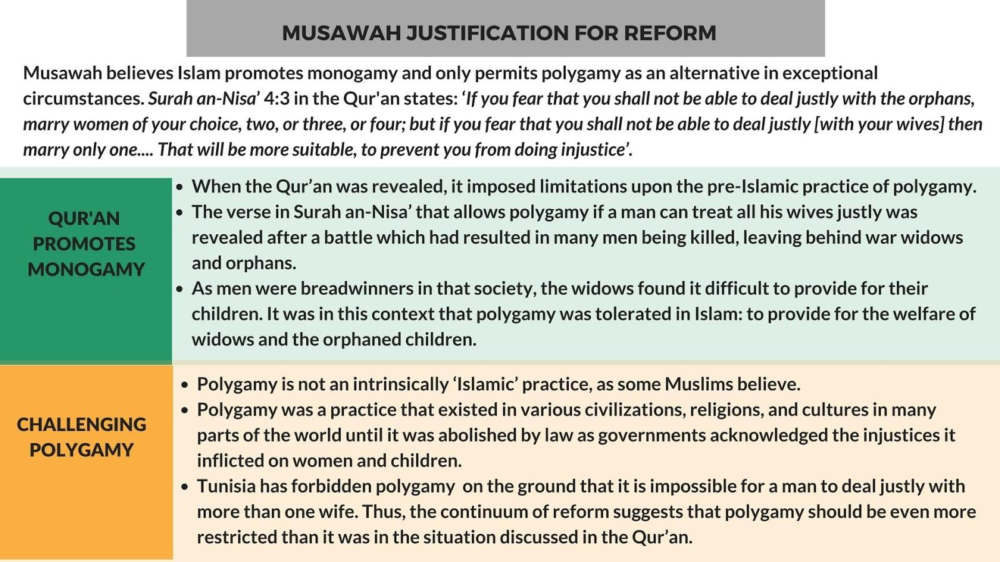 MUSAWAH JUSTIFICATION FOR REFORM
Musawah believes Islam promotes monogamy and only permits polygamy as an alternative in exceptional
circumstances. Surah an-Nisa’ 4:3 in the Qur'an states: ‘If you fear that you shall not be able to deal justly with the orphans,
marry women of your choice, two, or three, or four; but if you fear that you shall not be able to deal justly [with your wives] then
marry only one.... That will be more suitable, to prevent you from doing injustice’.
QUR'AN
PROMOTES
MONOGAMY
• When the Qur’an was revealed, it imposed limitations upon the pre-Islamic practice of polygamy.
• The verse in Surah an-Nisa’ that allows polygamy if a man can treat all his wives justly was
revealed after a battle which had resulted in many men being killed, leaving behind war widows
and orphans.
• As men were breadwinners in that society, the widows found it difficult to provide for their
children. It was in this context that polygamy was tolerated in Islam: to provide for the welfare of
widows and the orphaned children.
CHALLENGING
POLYGAMY
• Polygamy is not an intrinsically ‘Islamic’ practice, as some Muslims believe.
• Polygamy was a practice that existed in various civilizations, religions, and cultures in many
parts of the world until it was abolished by law as governments acknowledged the injustices it
inflicted on women and children.
• Tunisia has forbidden polygamy  on the ground that it is impossible for a man to deal justly with
more than one wife. Thus, the continuum of reform suggests that polygamy should be even more
restricted than it was in the situation discussed in the Qur’an.